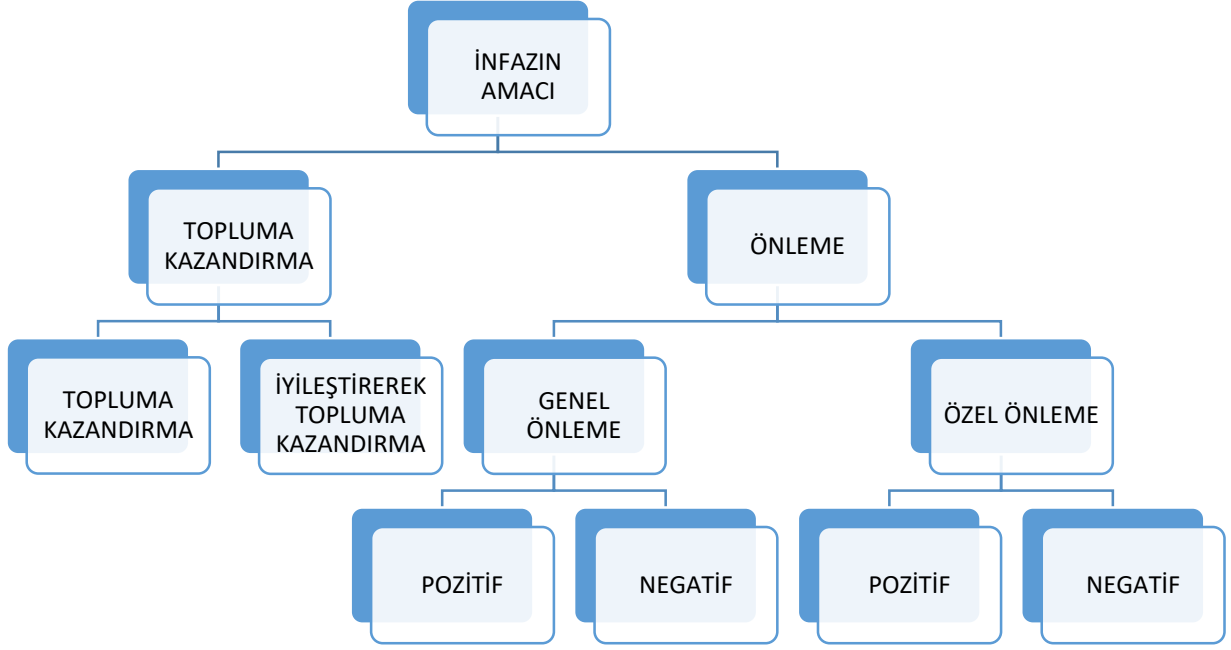 İNFAZIN
AMACI
TOPLUMA
KAZANDIRMA
ÖNLEME
TOPLUMA
KAZANDIRMA
İYİLEŞTİREREK
TOPLUMA
KAZANDIRMA
GENEL
ÖNLEME
ÖZEL ÖNLEME
POZİTİF
NEGATİF
POZİTİF
NEGATİF